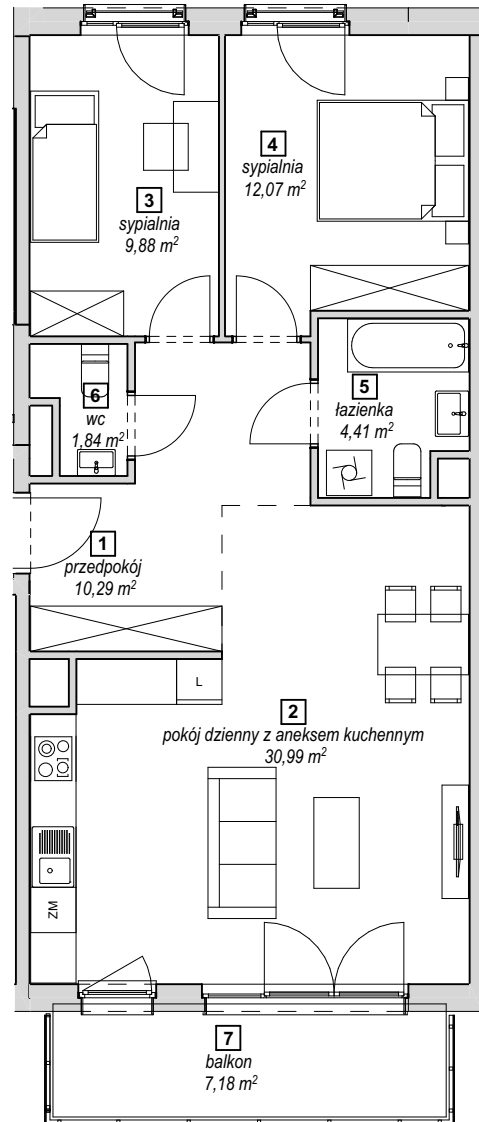 4
sypialnia
12,07 m²
3
sypialnia
9,88 m²
6
wc
1,84 m²
5
łazienka
4,41 m²
1
przedpokój
10,29 m²
L
2
pokój dzienny z aneksem kuchennym
30,99 m²
ZM
7
balkon
7,18 m²